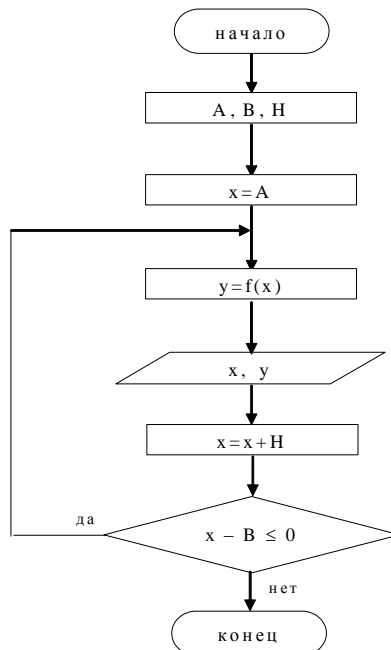 начало
A, B, H
x=A
y=f(x)
x, y
x=x+H
да
x – B ≤ 0
нет
конец